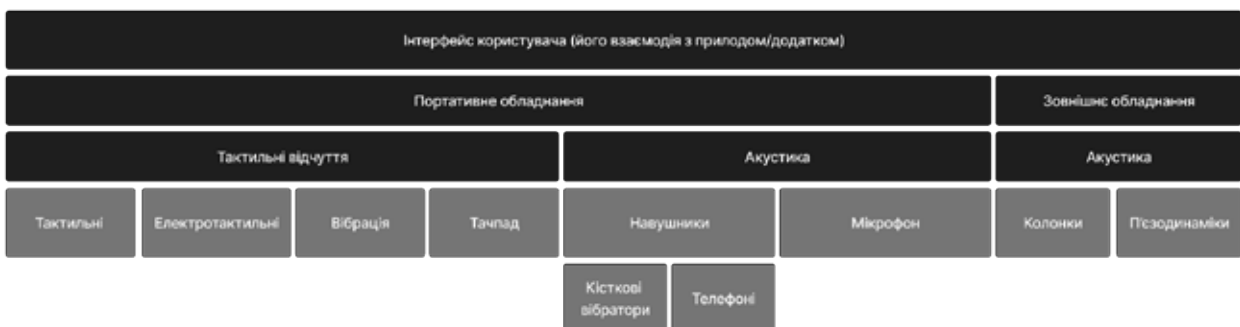 Інтерфейс користувача (його взаємодія з прилодом/додатком)
Портативне обладнання
Зовнішнє обладнання
Тактильні відчуття
Акустика
Акустика
Тактильні
Електротактильні
Вібрація
Тачпад
Навушники
Мікрофон
Колонки
П'єзодинаміки
Кісткові
вібратори
Телефоні